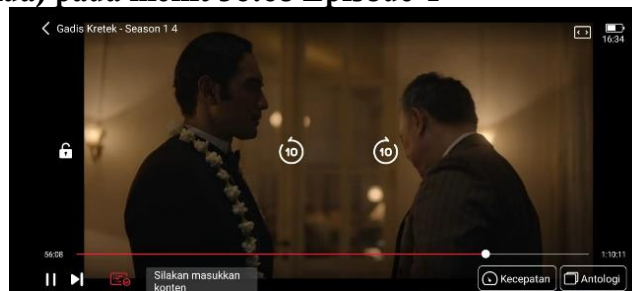 Gadis Kretek - Season 1 4
16:34
10
10
56:08
1:10:11
Silakan masukkan
konten
Kecepatan
Antologi